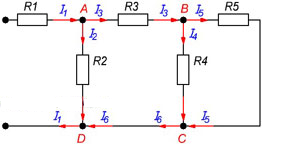 R1 I₁ A I₃ R3 I₃ B I₅ R5
I₂ I₄
R2 R4
I₁ D I₆ I₆ C I₅